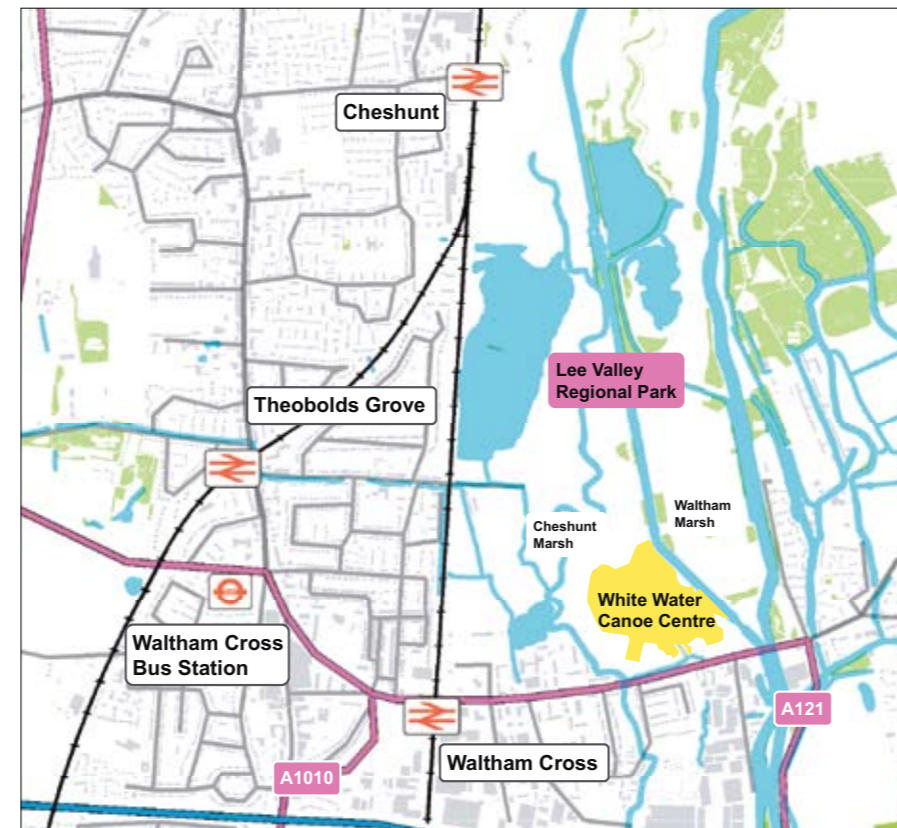 Cheshunt
Theobolds Grove
Lee Valley
Regional Park
Waltham
Marsh
Cheshunt
Marsh
White Water
Canoe Centre
Waltham Cross
Bus Station
A121
Waltham Cross
A1010